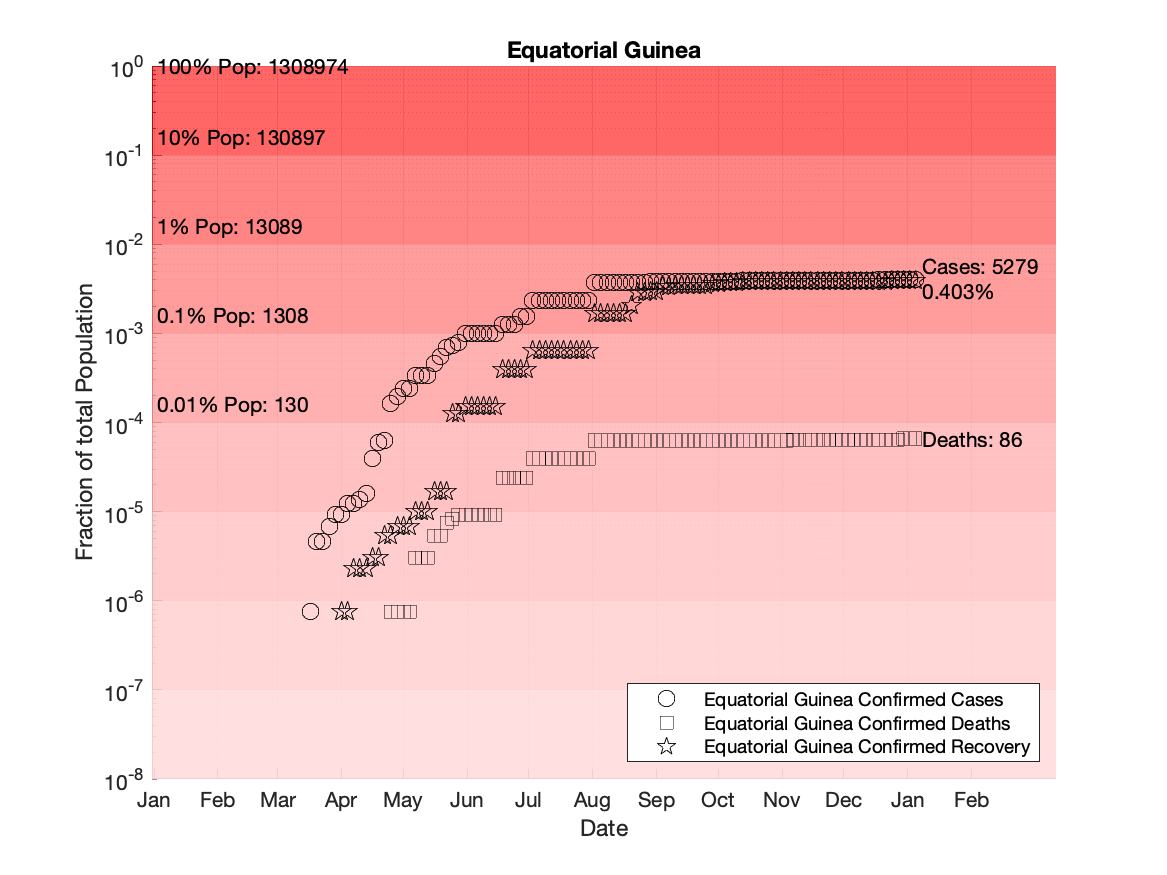 Equatorial Guinea
Fraction of total Population
10^0
10^-1
10^-2
10^-3
10^-4
10^-5
10^-6
10^-7
10^-8
100% Pop: 1308974
10% Pop: 130897
1% Pop: 13089
0.1% Pop: 1308
0.01% Pop: 130
Cases: 5279
0.403%
Deaths: 86
Equatorial Guinea Confirmed Cases
Equatorial Guinea Confirmed Deaths
Equatorial Guinea Confirmed Recovery
Jan Feb Mar Apr May Jun Jul Aug Sep Oct Nov Dec Jan Feb
Date